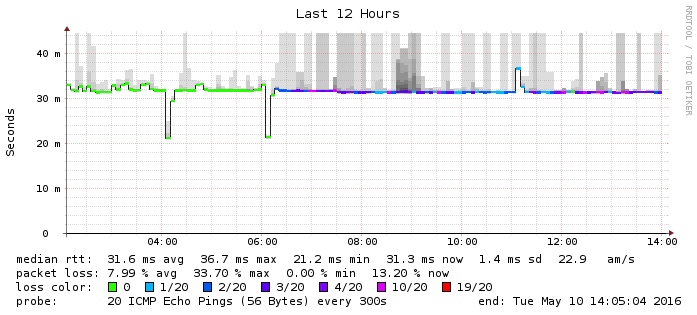 Last 12 Hours
RRDTOOL / TOBI OETIKER
Seconds
40 m
30 m
20 m
10 m
0
04:00 06:00 08:00 10:00 12:00 14:00
median rtt: 31.6 ms avg 36.7 ms max 21.2 ms min 31.3 ms now 1.4 ms sd 22.9 am/s
packet loss: 7.99 % avg 33.70 % max 0.00 % min 13.20 % now
loss color: 0 1/20 2/20 3/20 4/20 10/20 19/20
probe: 20 ICMP Echo Pings (56 Bytes) every 300s end: Tue May 10 14:05:04 2016